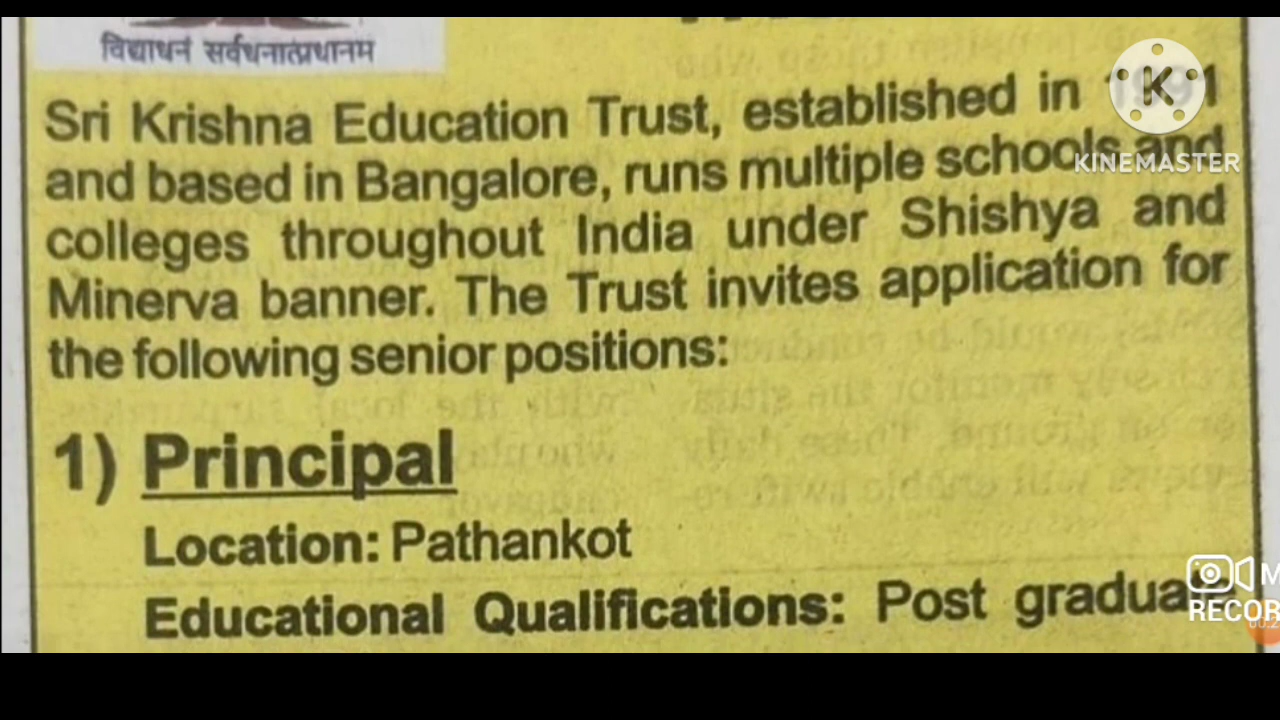 विद्याधनं सर्वधनात्प्रधानम
Sri Krishna Education Trust, established in
and based in Bangalore, runs multiple schools and
colleges throughout India under Shishya and
Minerva banner. The Trust invites application for
the following senior positions:
1) Principal
Location: Pathankot
Educational Qualifications: Post graduate
K
KINEMASTER
RECOR